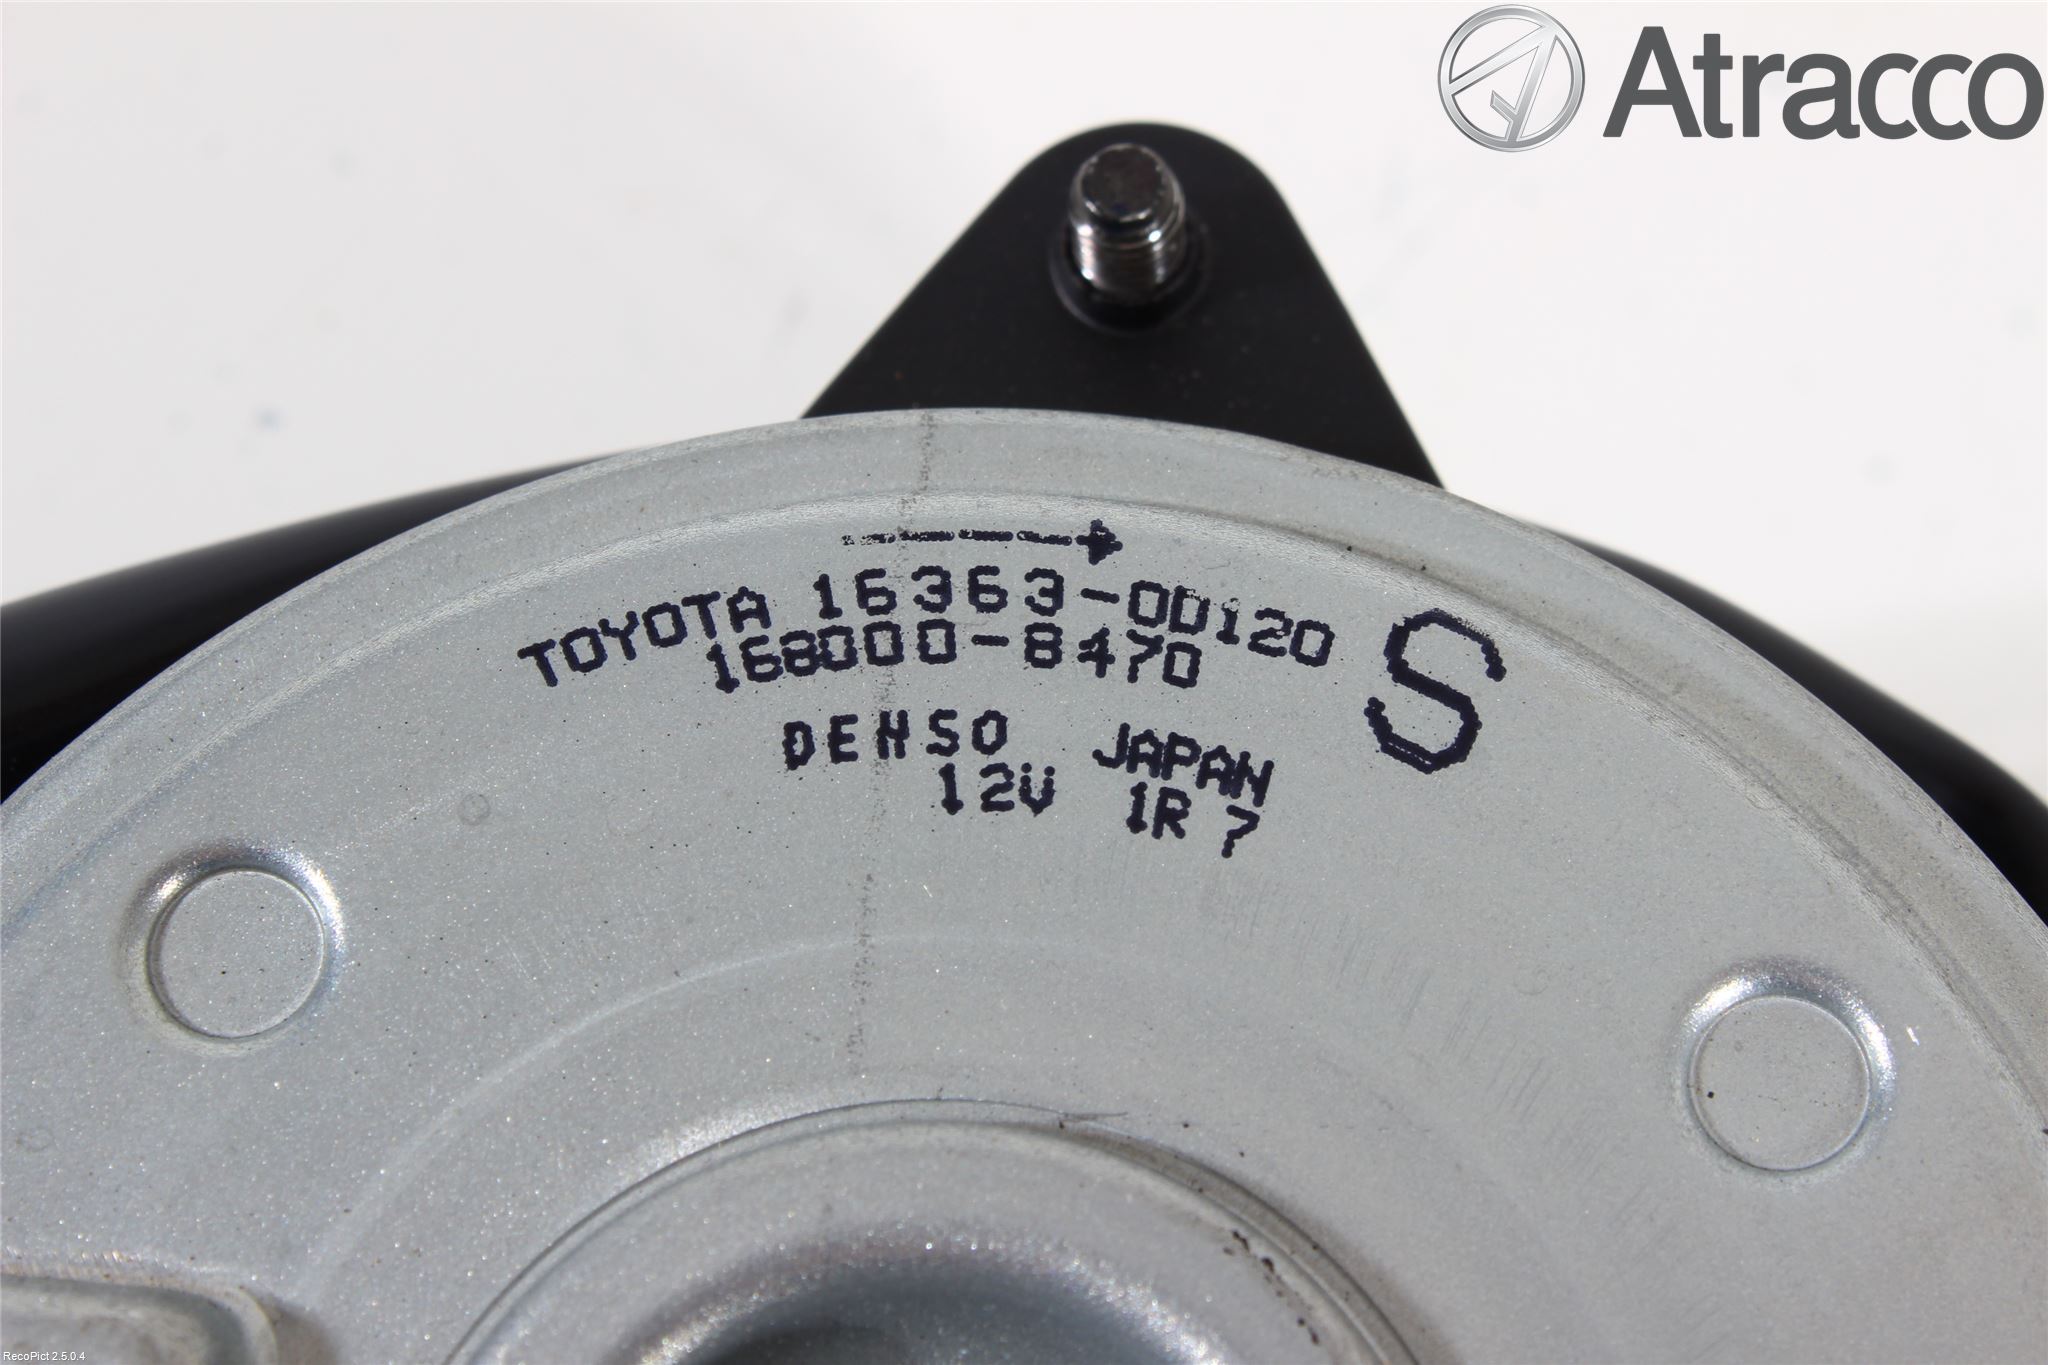 Atracco
TOYOTA 16363-0D120 S
168000-8470
DENSO JAPAN
12V 1R 7
RecoPict 2.5.0.4